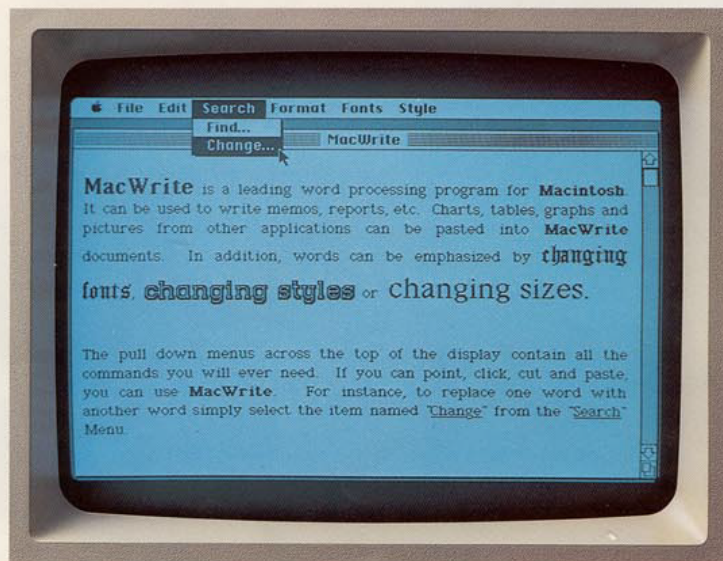 File Edit Search Format Fonts Style
Find...
Change...
MacWrite
MacWrite is a leading word processing program for Macintosh.
It can be used to write memos, reports, etc. Charts, tables, graphs and
pictures from other applications can be pasted into MacWrite
documents. In addition, words can be emphasized by changing
fonts, changing styles or changing sizes.
The pull down menus across the top of the display contain all the
commands you will ever need. If you can point, click, cut and paste,
you can use MacWrite. For instance, to replace one word with
another word simply select the item named "Change" from the "Search"
Menu.